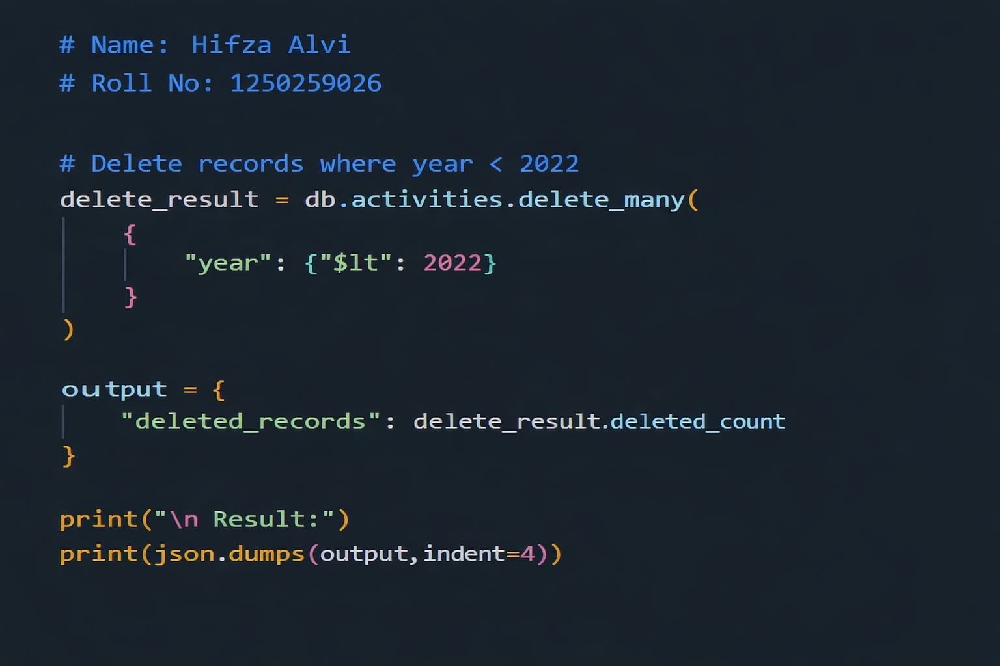 # Name: Hifza Alvi
# Roll No: 1250259026
# Delete records where year < 2022
delete_result = db.activities.delete_many(
    {
        "year": {"$lt": 2022}
    }
)
output = {
    "deleted_records": delete_result.deleted_count
}
print("\n Result:")
print(json.dumps(output,indent=4))